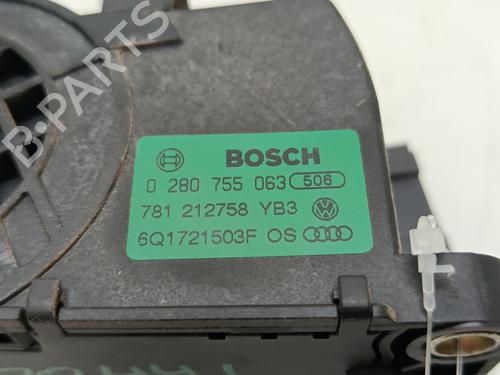 BOSCH
0 280 755 063 506
781 212758 YB3
6Q1721503F OS
B-Parts